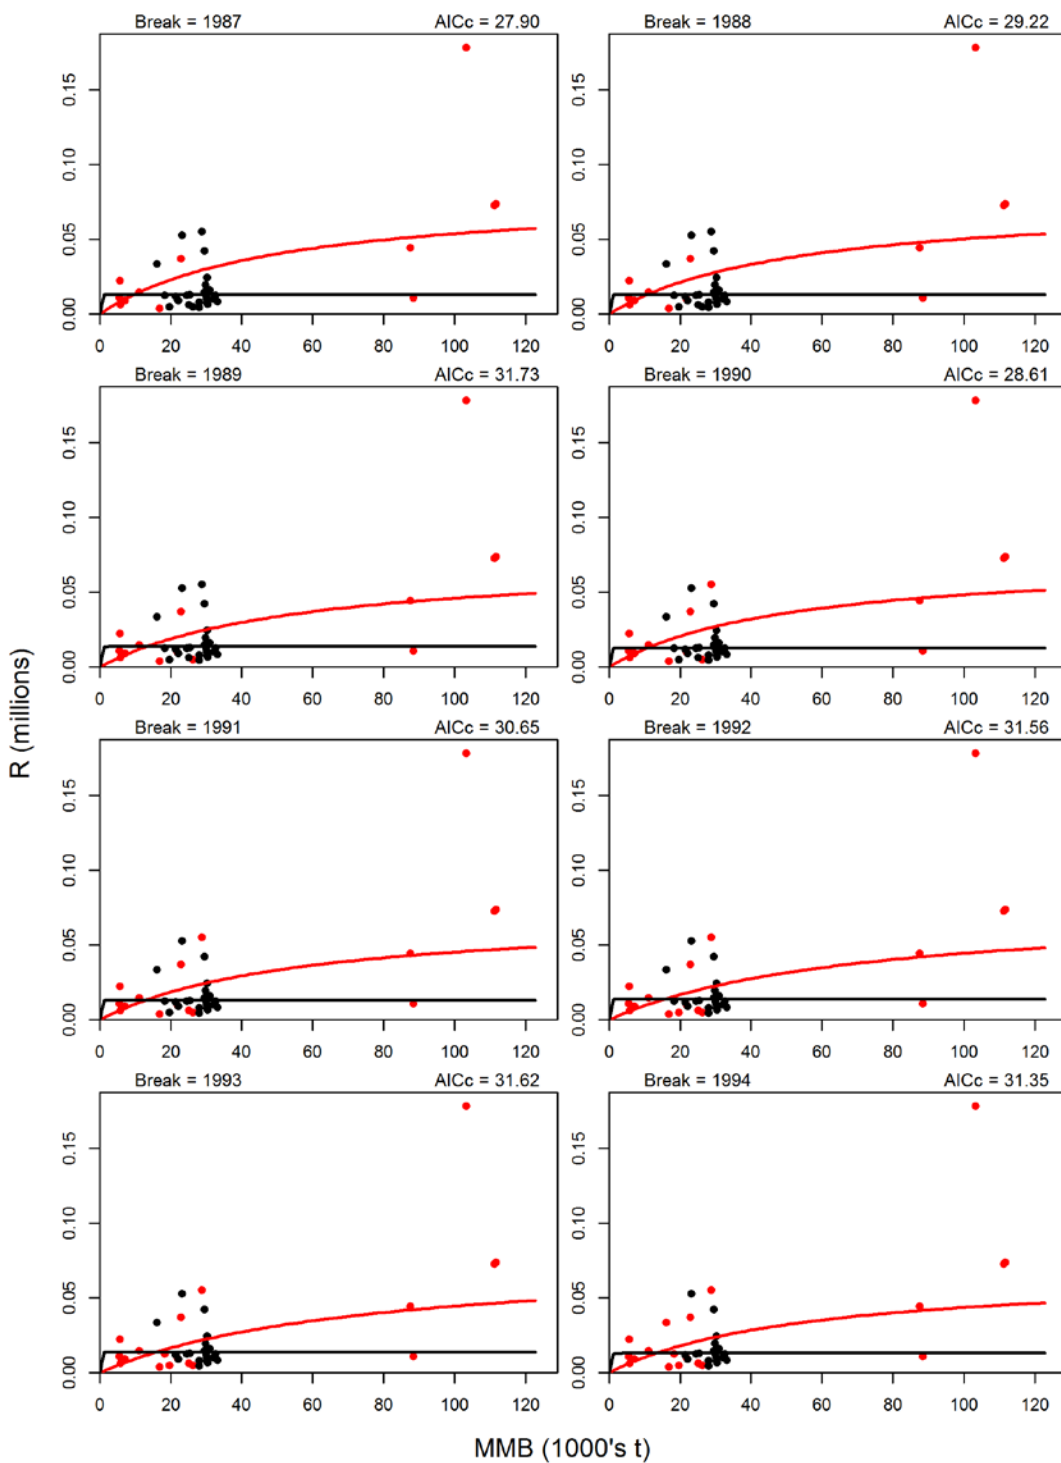 Break = 1987 AICc = 27.90
0.00 0.05 0.10 0.15
0 20 40 60 80 100 120
Break = 1988 AICc = 29.22
0.00 0.05 0.10 0.15
0 20 40 60 80 100 120
Break = 1989 AICc = 31.73
0.00 0.05 0.10 0.15
0 20 40 60 80 100 120
Break = 1990 AICc = 28.61
0.00 0.05 0.10 0.15
0 20 40 60 80 100 120
Break = 1991 AICc = 30.65
0.00 0.05 0.10 0.15
0 20 40 60 80 100 120
Break = 1992 AICc = 31.56
0.00 0.05 0.10 0.15
0 20 40 60 80 100 120
Break = 1993 AICc = 31.62
0.00 0.05 0.10 0.15
0 20 40 60 80 100 120
Break = 1994 AICc = 31.35
0.00 0.05 0.10 0.15
0 20 40 60 80 100 120
R (millions)
MMB (1000's t)